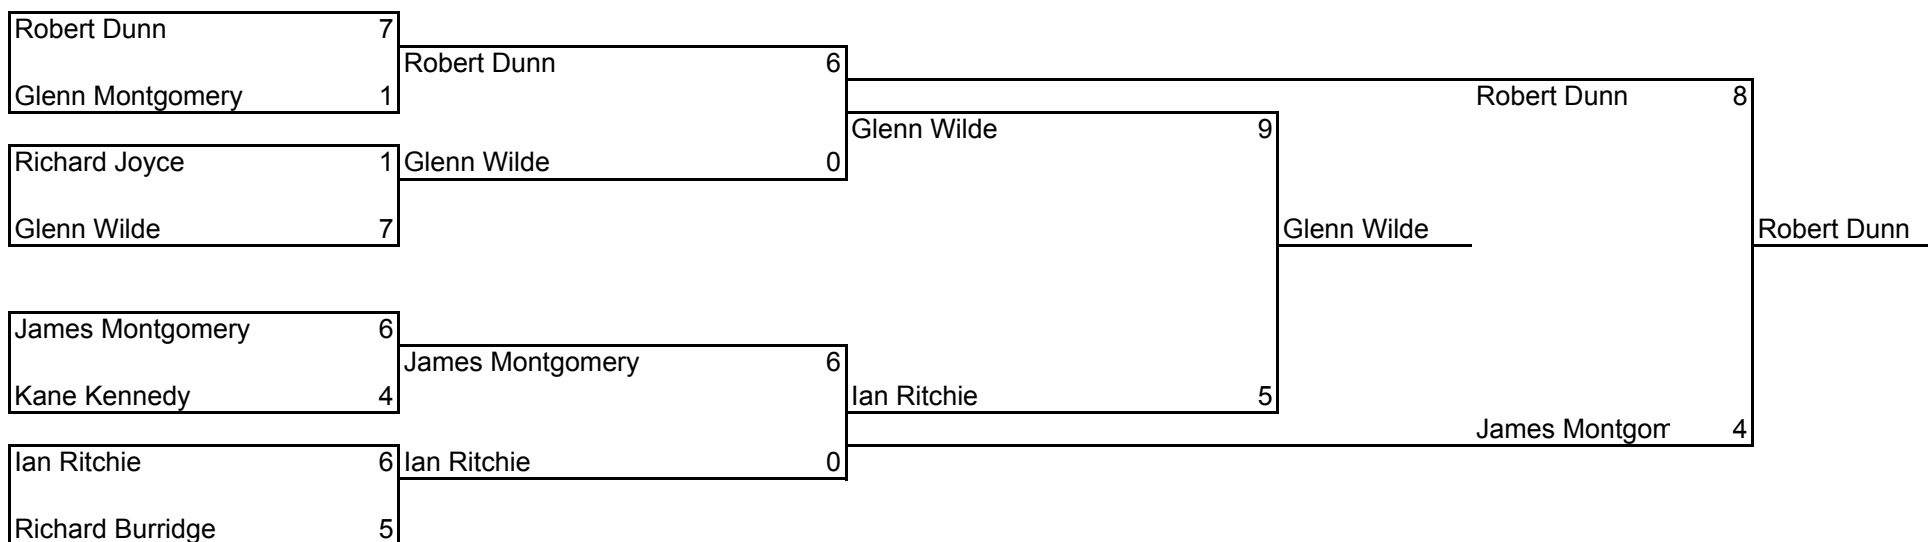 Robert Dunn 7
Robert Dunn 6
Glenn Montgomery 1
Robert Dunn 8
Glenn Wilde 9
Richard Joyce 1
Glenn Wilde 0
Glenn Wilde 7
Glenn Wilde
Robert Dunn
James Montgomery 6
James Montgomery 6
Kane Kennedy 4
Ian Ritchie 5
James Montgom 4
Ian Ritchie 6
Ian Ritchie 0
Richard Burridge 5